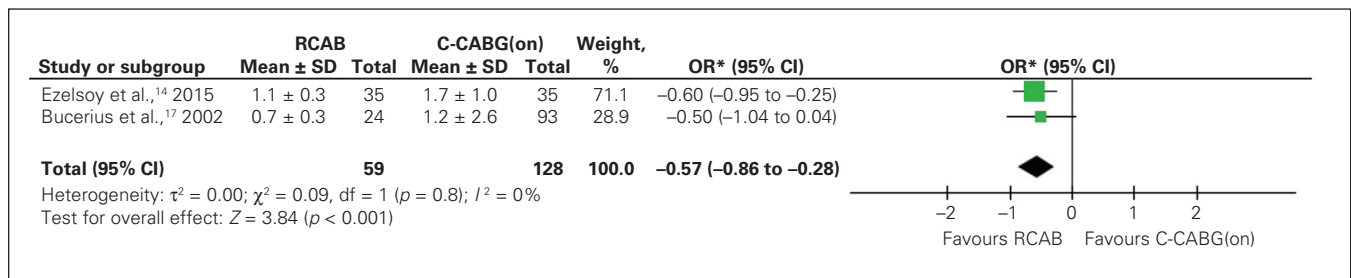 RCAB C-CABG(on) Weight,
Study or subgroup Mean ± SD Total Mean ± SD Total % OR* (95% CI) OR* (95% CI)
Ezelsoy et al.,¹⁴ 2015 1.1 ± 0.3 35 1.7 ± 1.0 35 71.1 –0.60 (–0.95 to –0.25)
Bucerius et al.,¹⁷ 2002 0.7 ± 0.3 24 1.2 ± 2.6 93 28.9 –0.50 (–1.04 to 0.04)
Total (95% CI) 59 128 100.0 –0.57 (–0.86 to –0.28)
Heterogeneity: τ² = 0.00; χ² = 0.09, df = 1 (p = 0.8); I² = 0%
Test for overall effect: Z = 3.84 (p < 0.001)
–2 –1 0 1 2
Favours RCAB Favours C-CABG(on)